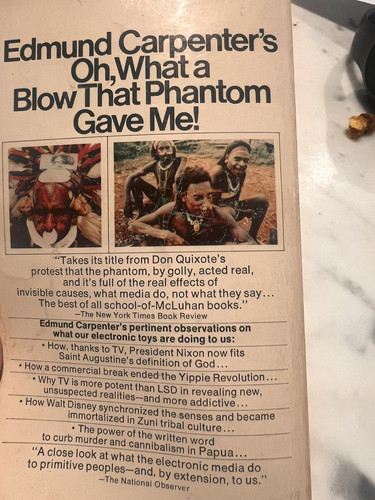 Edmund Carpenter's
Oh, What a
Blow That Phantom
Gave Me!
"Takes its title from Don Quixote's
protest that the phantom, by golly, acted real,
and it's full of the real effects of
invisible causes, what media do, not what they say...
The best of all school-of-McLuhan books."
—The New York Times Book Review
Edmund Carpenter's pertinent observations on
what our electronic toys are doing to us:
• How, thanks to TV, President Nixon now fits
Saint Augustine's definition of God...
• How a commercial break ended the Yippie Revolution...
• Why TV is more potent than LSD in revealing new,
unsuspected realities—and more addictive...
• How Walt Disney synchronized the senses and became
immortalized in Zuni tribal culture...
• The power of the written word
to curb murder and cannibalism in Papua...
"A close look at what the electronic media do
to primitive peoples—and, by extension, to us."
—The National Observer